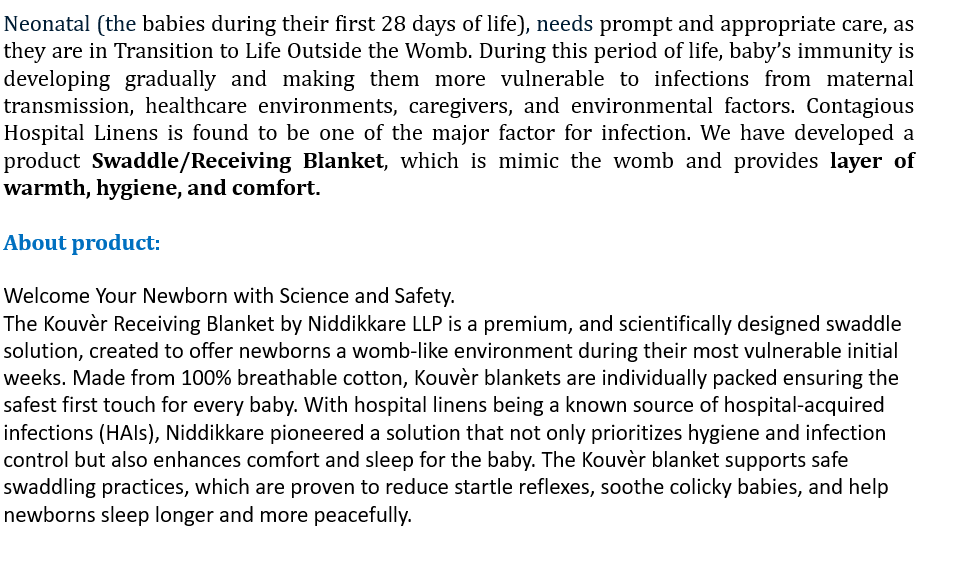 Neonatal (the babies during their first 28 days of life), needs prompt and appropriate care, as
they are in Transition to Life Outside the Womb. During this period of life, baby’s immunity is
developing gradually and making them more vulnerable to infections from maternal
transmission, healthcare environments, caregivers, and environmental factors. Contagious
Hospital Linens is found to be one of the major factor for infection. We have developed a
product Swaddle/Receiving Blanket, which is mimic the womb and provides layer of
warmth, hygiene, and comfort.
About product:
Welcome Your Newborn with Science and Safety.
The Kouvèr Receiving Blanket by Niddikkare LLP is a premium, and scientifically designed swaddle
solution, created to offer newborns a womb-like environment during their most vulnerable initial
weeks. Made from 100% breathable cotton, Kouvèr blankets are individually packed ensuring the
safest first touch for every baby. With hospital linens being a known source of hospital-acquired
infections (HAIs), Niddikkare pioneered a solution that not only prioritizes hygiene and infection
control but also enhances comfort and sleep for the baby. The Kouvèr blanket supports safe
swaddling practices, which are proven to reduce startle reflexes, soothe colicky babies, and help
newborns sleep longer and more peacefully.